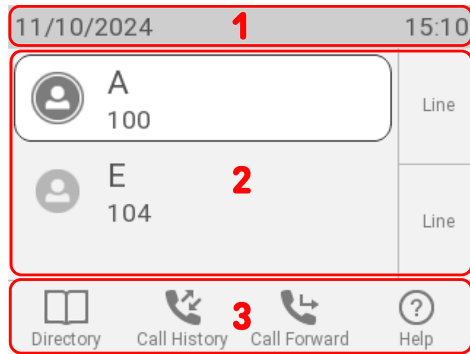 11/10/2024 1 15:10
A
100
Line
E
104
2
Line
3
Directory Call History Call Forward Help